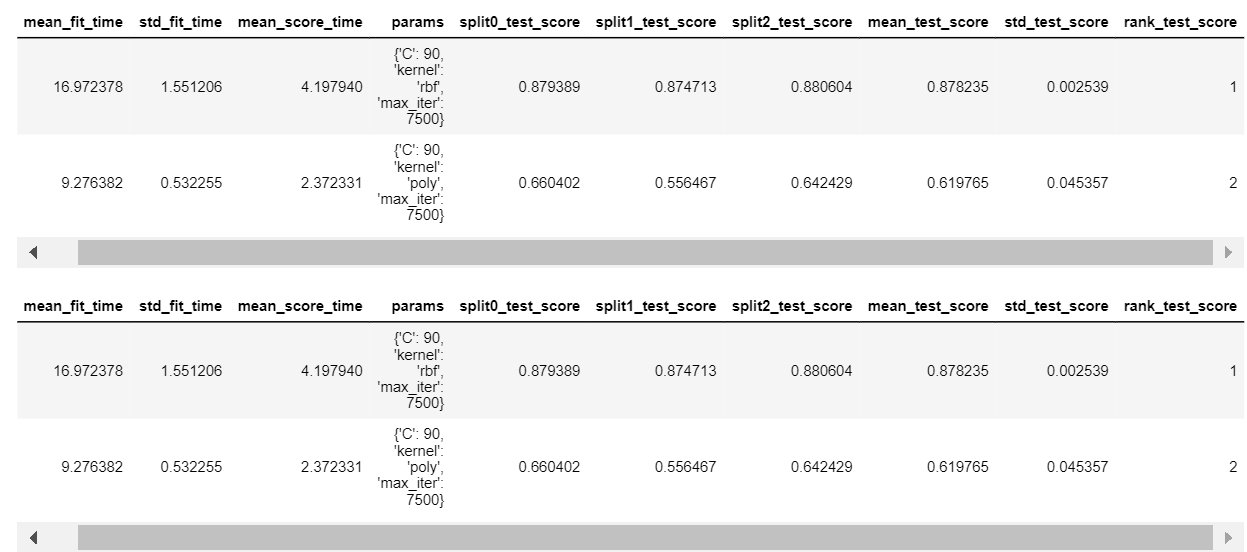 mean_fit_time std_fit_time mean_score_time params split0_test_score split1_test_score split2_test_score mean_test_score std_test_score rank_test_score
{'C': 90,
'kernel':
16.972378 1.551206 4.197940 'rbf', 0.879389 0.874713 0.880604 0.878235 0.002539 1
'max_iter':
7500}
{'C': 90,
'kernel':
9.276382 0.532255 2.372331 'poly', 0.660402 0.556467 0.642429 0.619765 0.045357 2
'max_iter':
7500}
mean_fit_time std_fit_time mean_score_time params split0_test_score split1_test_score split2_test_score mean_test_score std_test_score rank_test_score
{'C': 90,
'kernel':
16.972378 1.551206 4.197940 'rbf', 0.879389 0.874713 0.880604 0.878235 0.002539 1
'max_iter':
7500}
{'C': 90,
'kernel':
9.276382 0.532255 2.372331 'poly', 0.660402 0.556467 0.642429 0.619765 0.045357 2
'max_iter':
7500}